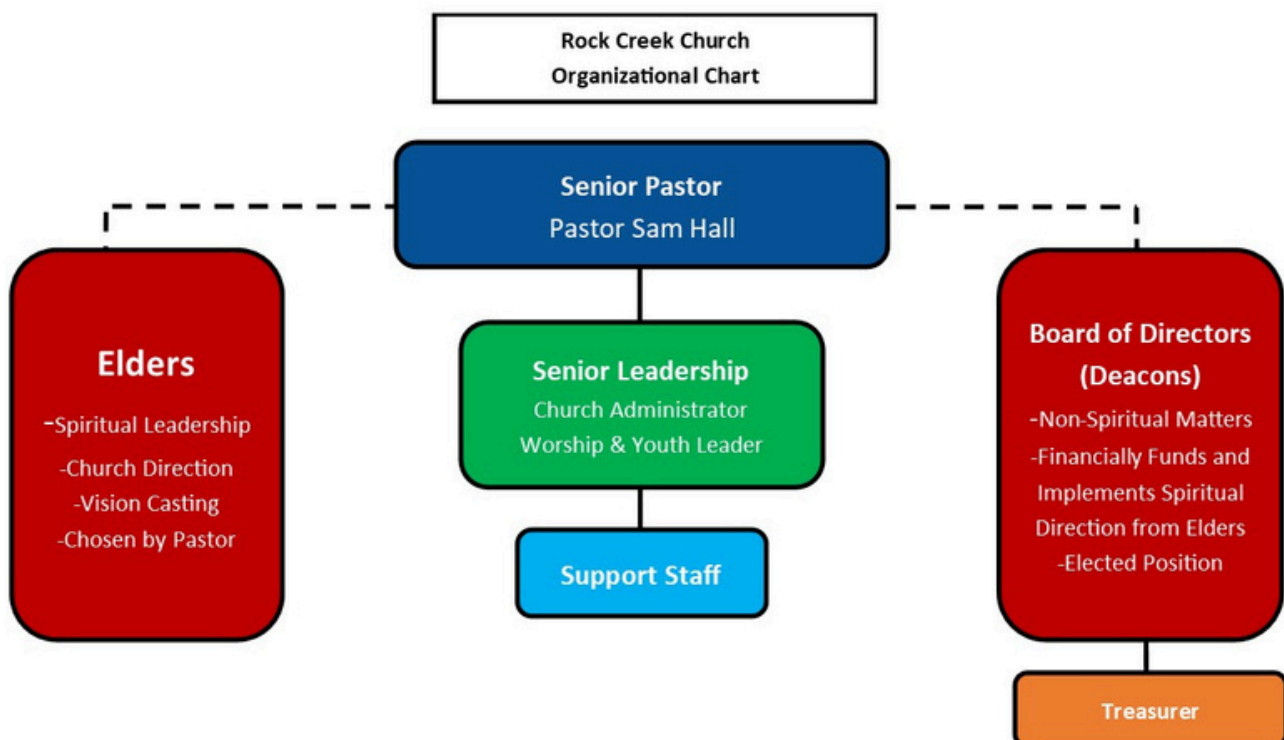 Rock Creek Church
Organizational Chart
Senior Pastor
Pastor Sam Hall
Elders
-Spiritual Leadership
-Church Direction
-Vision Casting
-Chosen by Pastor
Senior Leadership
Church Administrator
Worship & Youth Leader
Support Staff
Board of Directors
(Deacons)
-Non-Spiritual Matters
-Financially Funds and
Implements Spiritual
Direction from Elders
-Elected Position
Treasurer